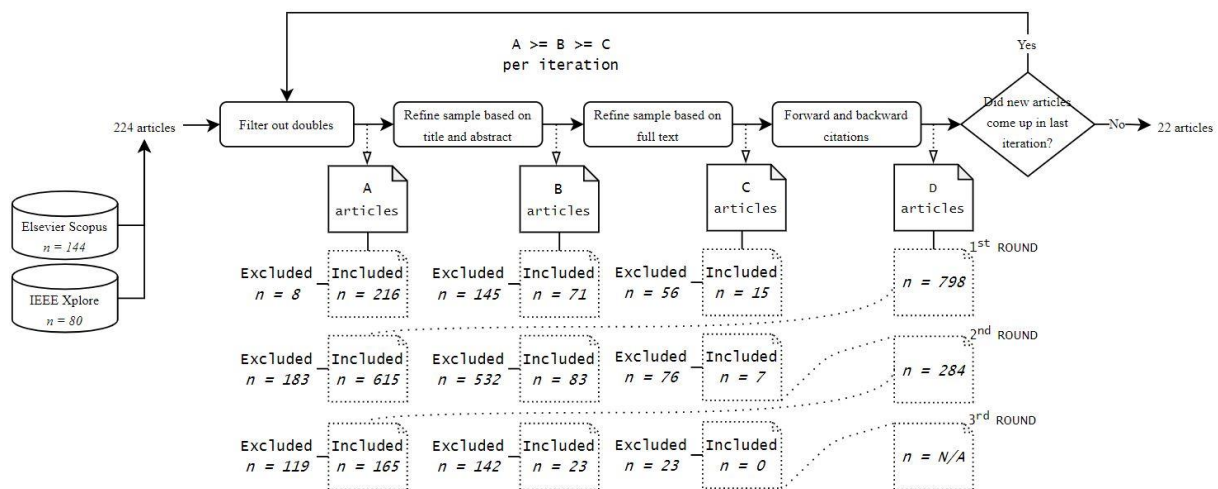 Yes
A >= B >= C
per iteration
224 articles
Filter out doubles
Refine sample based on
title and abstract
Refine sample based on
full text
Forward and backward
citations
Did new articles
come up in last
iteration?
No
22 articles
Elsevier Scopus
n = 144
IEEE Xplore
n = 80
A
articles
B
articles
C
articles
D
articles
1st ROUND
Excluded
n = 8
Included
n = 216
Excluded
n = 145
Included
n = 71
Excluded
n = 56
Included
n = 15
n = 798
2nd ROUND
Excluded
n = 183
Included
n = 615
Excluded
n = 532
Included
n = 83
Excluded
n = 76
Included
n = 7
n = 284
3rd ROUND
Excluded
n = 119
Included
n = 165
Excluded
n = 142
Included
n = 23
Excluded
n = 23
Included
n = 0
n = N/A